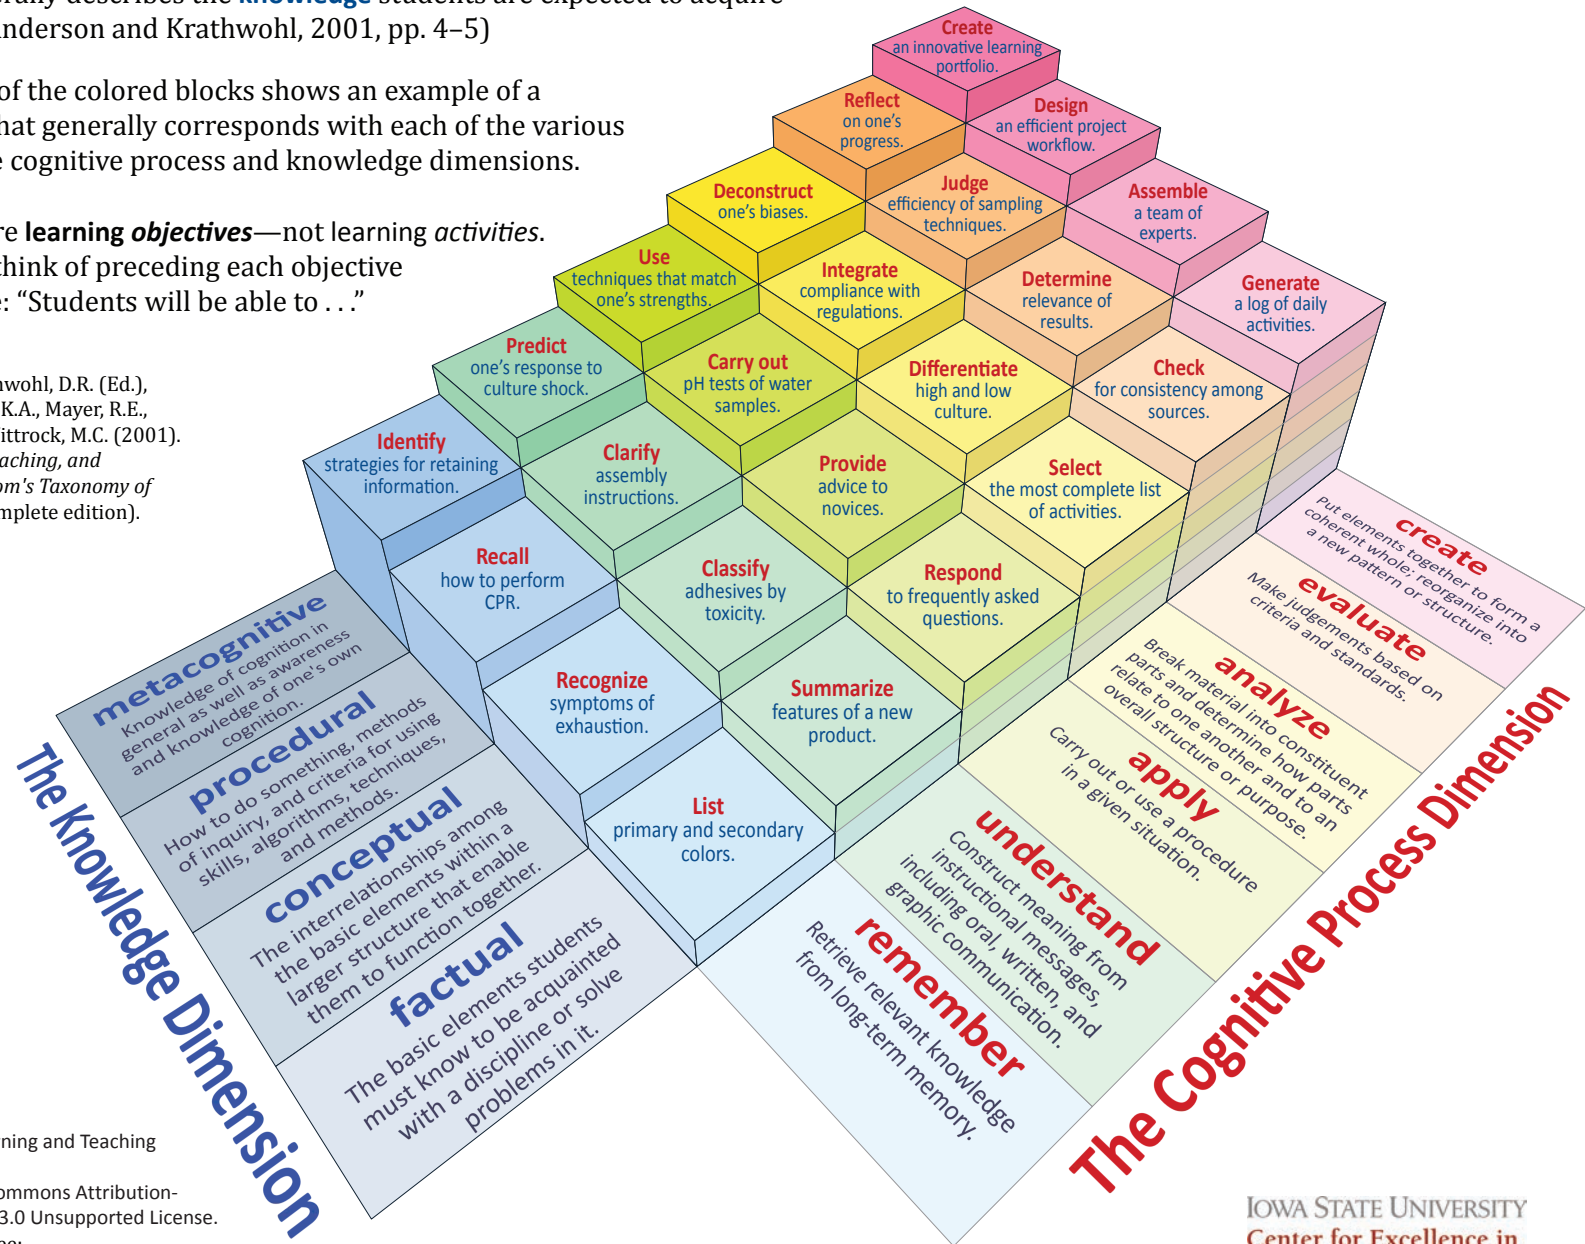 knowledge students are expected to acquire
nderson and Krathwohl, 2001, pp. 4–5)
of the colored blocks shows an example of a
hat generally corresponds with each of the various
e cognitive process and knowledge dimensions.
re learning objectives—not learning activities.
think of preceding each objective
e: “Students will be able to . . .”
nwohl, D.R. (Ed.),
K.A., Mayer, R.E.,
ittrock, M.C. (2001).
aching, and
om's Taxonomy of
mplete edition).
Create
an innovative learning
portfolio.
Reflect
on one's
progress.
Design
an efficient project
workflow.
Deconstruct
one's biases.
Judge
efficiency of sampling
techniques.
Assemble
a team of
experts.
Use
techniques that match
one's strengths.
Integrate
compliance with
regulations.
Determine
relevance of
results.
Generate
a log of daily
activities.
Predict
one's response to
culture shock.
Carry out
pH tests of water
samples.
Differentiate
high and low
culture.
Check
for consistency among
sources.
Identify
strategies for retaining
information.
Clarify
assembly
instructions.
Provide
advice to
novices.
Select
the most complete list
of activities.
Recall
how to perform
CPR.
Classify
adhesives by
toxicity.
Respond
to frequently asked
questions.
Recognize
symptoms of
exhaustion.
Summarize
features of a new
product.
List
primary and secondary
colors.
metacognitive
Knowledge of cognition in
general as well as awareness
and knowledge of one's own
cognition.
procedural
How to do something, methods
of inquiry, and criteria for using
skills, algorithms, techniques,
and methods.
conceptual
The interrelationships among
the basic elements within a
larger structure that enable
them to function together.
factual
The basic elements students
must know to be acquainted
with a discipline or solve
problems in it.
The Knowledge Dimension
create
Put elements together to form a
coherent whole; reorganize into
a new pattern or structure.
evaluate
Make judgements based on
criteria and standards.
analyze
Break material into constituent
parts and determine how parts
relate to one another and to an
overall structure or purpose.
apply
Carry out or use a procedure
in a given situation.
understand
Construct meaning from
instructional messages,
including oral, written, and
graphic communication.
remember
Retrieve relevant knowledge
from long-term memory.
The Cognitive Process Dimension
rning and Teaching
ommons Attribution-
3.0 Unsupported License.
IOWA STATE UNIVERSITY
Center for Excellence in